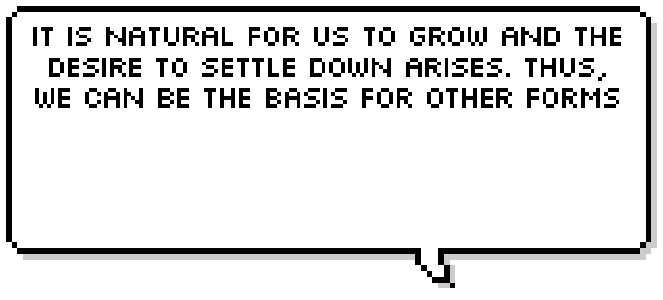 IT IS NATURAL FOR US TO GROW AND THE
DESIRE TO SETTLE DOWN ARISES. THUS,
WE CAN BE THE BASIS FOR OTHER FORMS